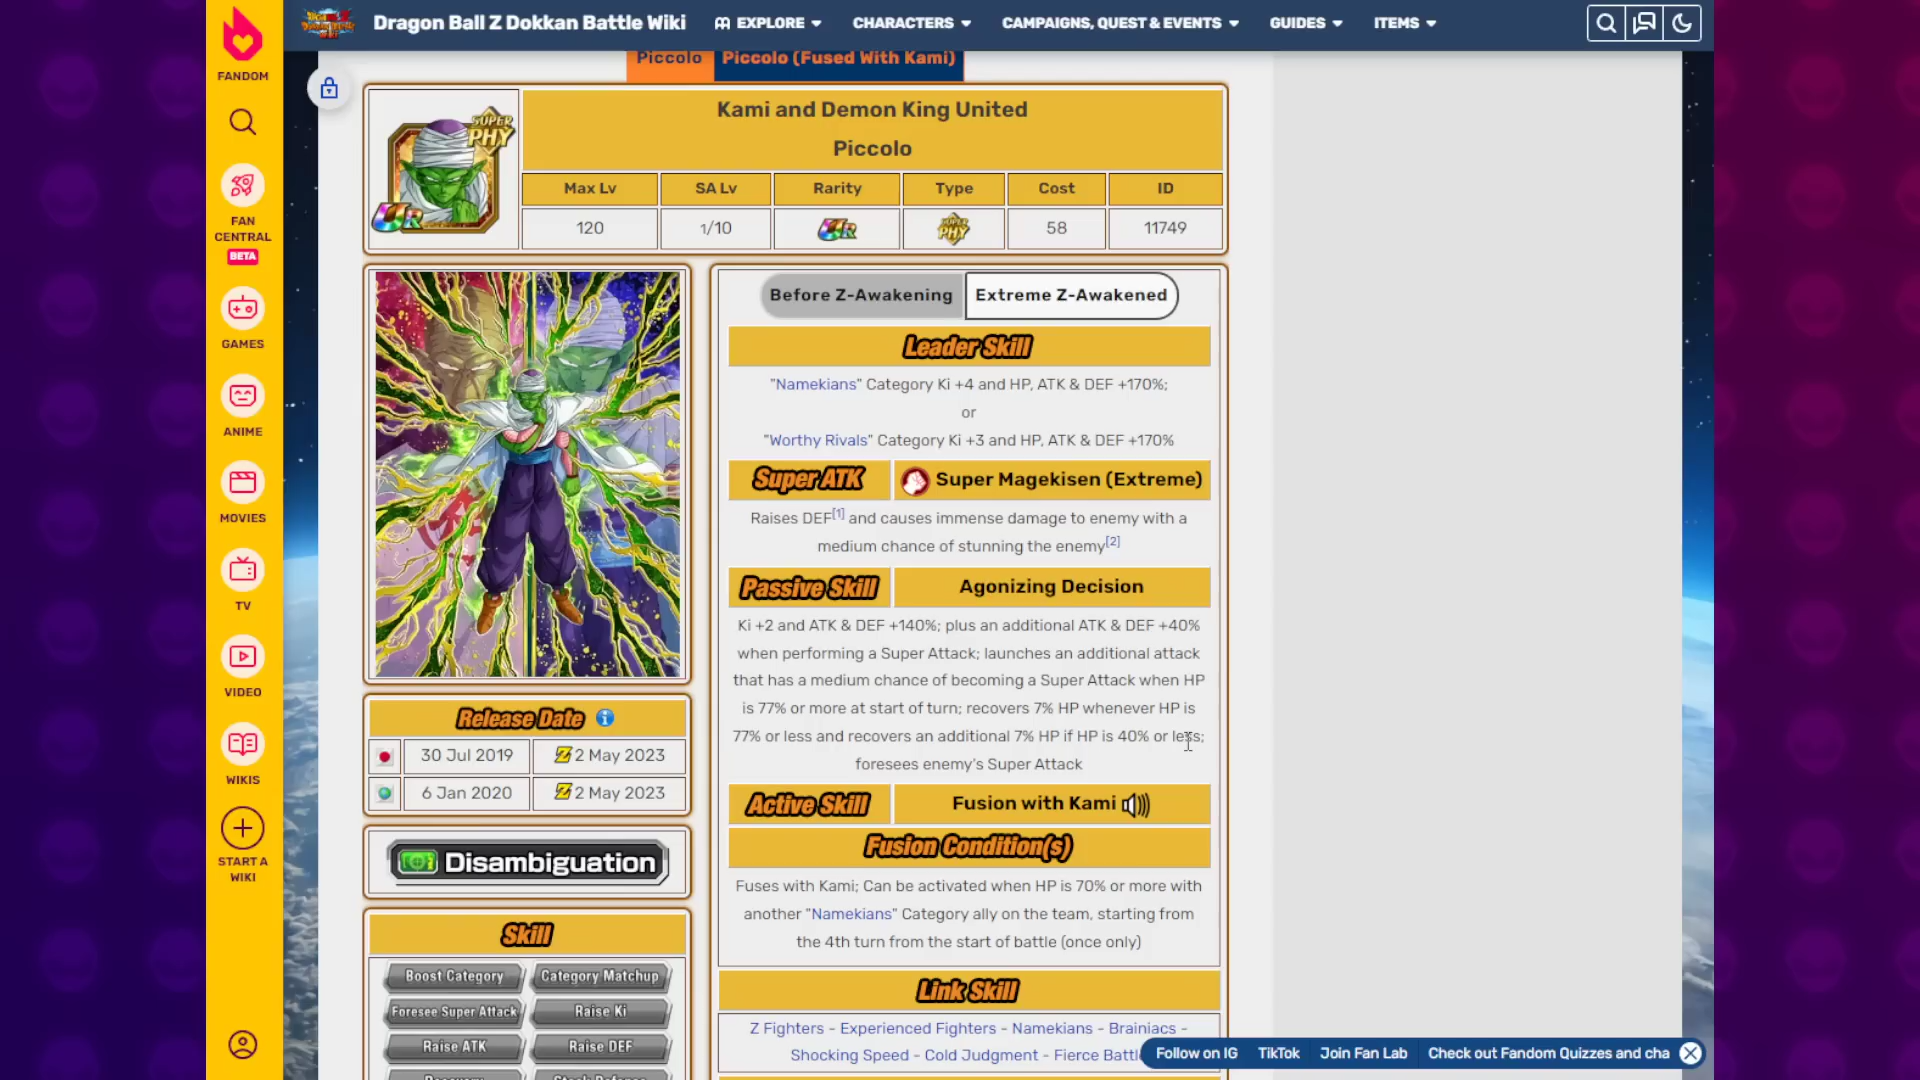 Dragon Ball Z Dokkan Battle Wiki
EXPLORE
CHARACTERS
CAMPAIGNS, QUEST & EVENTS
GUIDES
ITEMS
FANDOM
FAN
CENTRAL
BETA
GAMES
ANIME
MOVIES
TV
VIDEO
WIKIS
START A
WIKI
Piccolo
Piccolo (Fused With Kami)
SUPER
PHY
UR
Kami and Demon King United
Piccolo
Max Lv
SA Lv
Rarity
Type
Cost
ID
120
1/10
UR
SUPER
PHY
58
11749
Release Date
30 Jul 2019
Z 2 May 2023
6 Jan 2020
Z 2 May 2023
Disambiguation
Skill
Boost Category
Category Matchup
Foresee Super Attack
Raise Ki
Raise ATK
Raise DEF
Before Z-Awakening
Extreme Z-Awakened
Leader Skill
"Namekians" Category Ki +4 and HP, ATK & DEF +170%;
or
"Worthy Rivals" Category Ki +3 and HP, ATK & DEF +170%
Super ATK
Super Magekisen (Extreme)
Raises DEF[1] and causes immense damage to enemy with a
medium chance of stunning the enemy[2]
Passive Skill
Agonizing Decision
Ki +2 and ATK & DEF +140%; plus an additional ATK & DEF +40%
when performing a Super Attack; launches an additional attack
that has a medium chance of becoming a Super Attack when HP
is 77% or more at start of turn; recovers 7% HP whenever HP is
77% or less and recovers an additional 7% HP if HP is 40% or less;
foresees enemy's Super Attack
Active Skill
Fusion with Kami
Fusion Condition(s)
Fuses with Kami; Can be activated when HP is 70% or more with
another "Namekians" Category ally on the team, starting from
the 4th turn from the start of battle (once only)
Link Skill
Z Fighters - Experienced Fighters - Namekians - Brainiacs -
Shocking Speed - Cold Judgment - Fierce Battl
Follow on IG
TikTok
Join Fan Lab
Check out Fandom Quizzes and cha